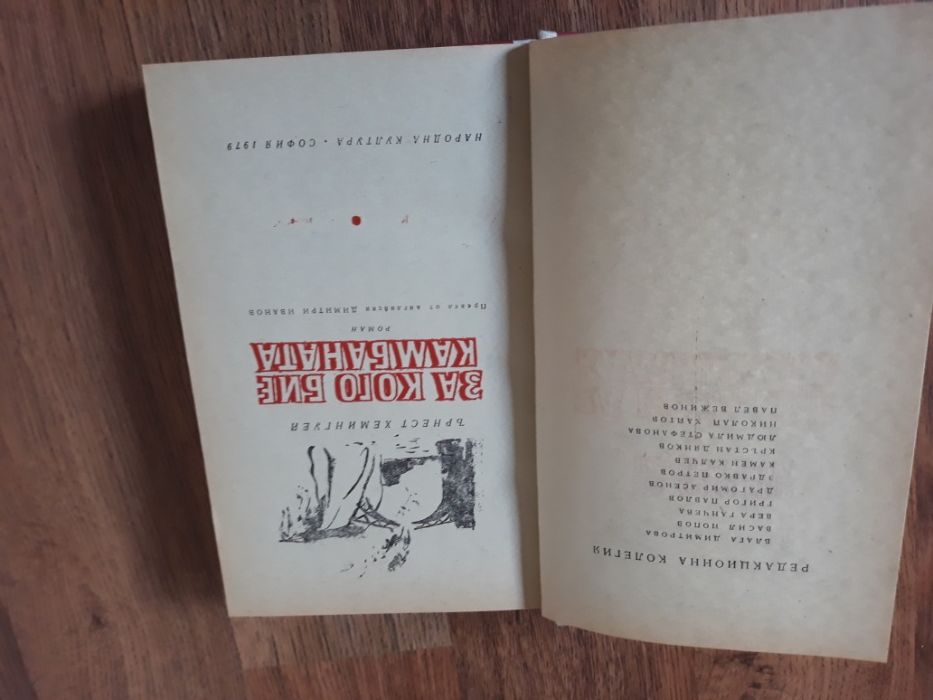 РЕДАКЦИОННА КОЛЕГИЯ
БЛАГА ДИМИТРОВА
ВАСИЛ ПОПОВ
ВЕРА ГАНЧЕВА
ГРИГОР ПАВЛОВ
ДРАГОМИР АСЕНОВ
ЗДРАВКО ПЕТРОВ
КАМЕН КАЛЧЕВ
КРЪСТАН ДЯНКОВ
ЛЮДМИЛА СТЕФАНОВА
НИКОЛАЙ ХАЙТОВ
ПАВЕЛ ВЕЖИНОВ
ЪРНЕСТ ХЕМИНГУЕЙ
ЗА КОГО БИЕ
КАМБАНАТА
РОМАН
Превел от английски ДИМИТРИ ИВАНОВ
НАРОДНА КУЛТУРА • СОФИЯ 1979